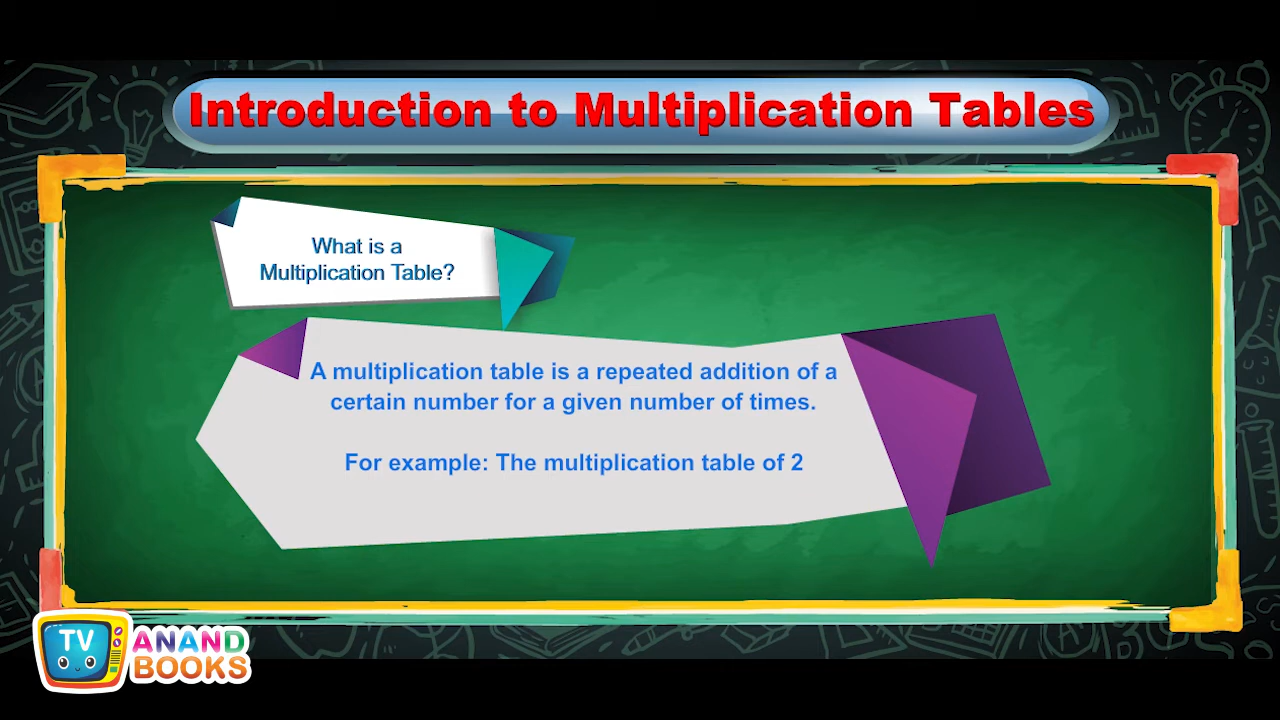 Introduction to Multiplication Tables
What is a
Multiplication Table?
A multiplication table is a repeated addition of a
certain number for a given number of times.
For example: The multiplication table of 2
TV
ANAND
BOOKS